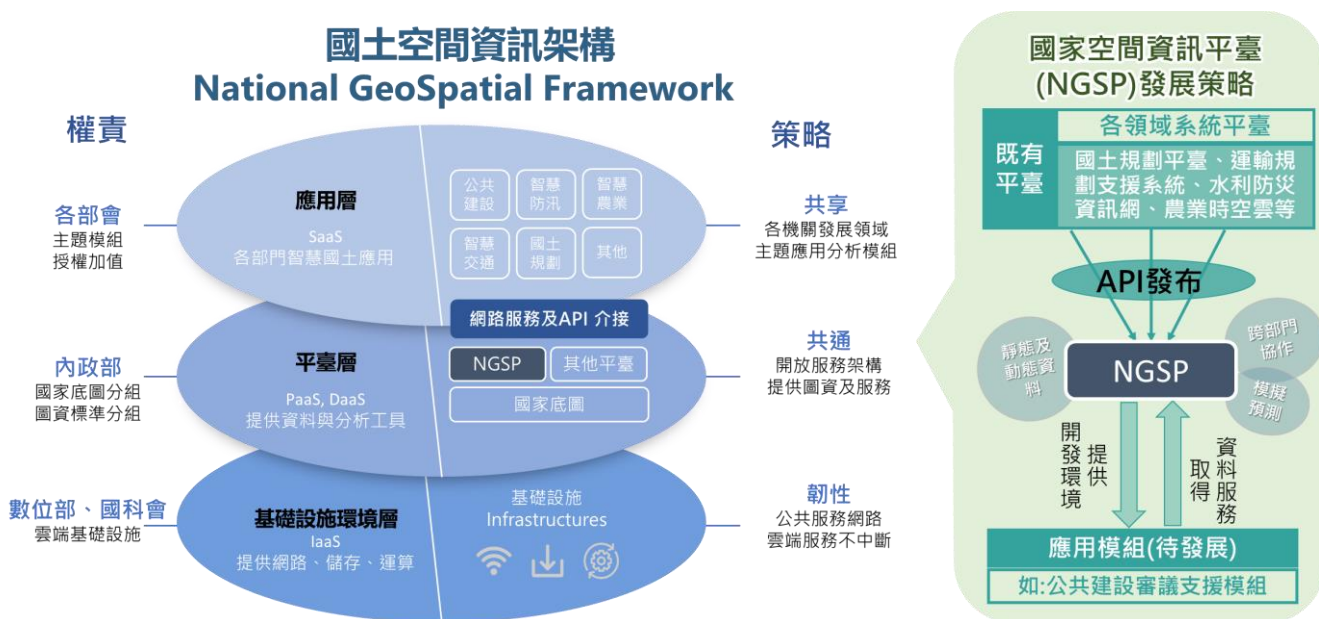 國土空間資訊架構
National GeoSpatial Framework
權責
策略
各部會
主題模組
授權加值
應用層
SaaS
各部門智慧國土應用
公共
建設
智慧
防汛
智慧
農業
智慧
交通
國土
規劃
其他
共享
各機關發展領域
主題應用分析模組
網路服務及API 介接
內政部
國家底圖分組
圖資標準分組
平臺層
PaaS, DaaS
提供資料與分析工具
NGSP
其他平臺
國家底圖
共通
開放服務架構
提供圖資及服務
數位部、國科會
雲端基礎設施
基礎設施環境層
IaaS
提供網路、儲存、運算
基礎設施
Infrastructures
韌性
公共服務網路
雲端服務不中斷
國家空間資訊平臺
(NGSP)發展策略
既有
平臺
各領域系統平臺
國土規劃平臺、運輸規
劃支援系統、水利防災
資訊網、農業時空雲等
API發布
靜態及
動態資
料
NGSP
跨部門
協作
模擬
預測
提供
開發環境
取得
資料服務
應用模組(待發展)
如:公共建設審議支援模組